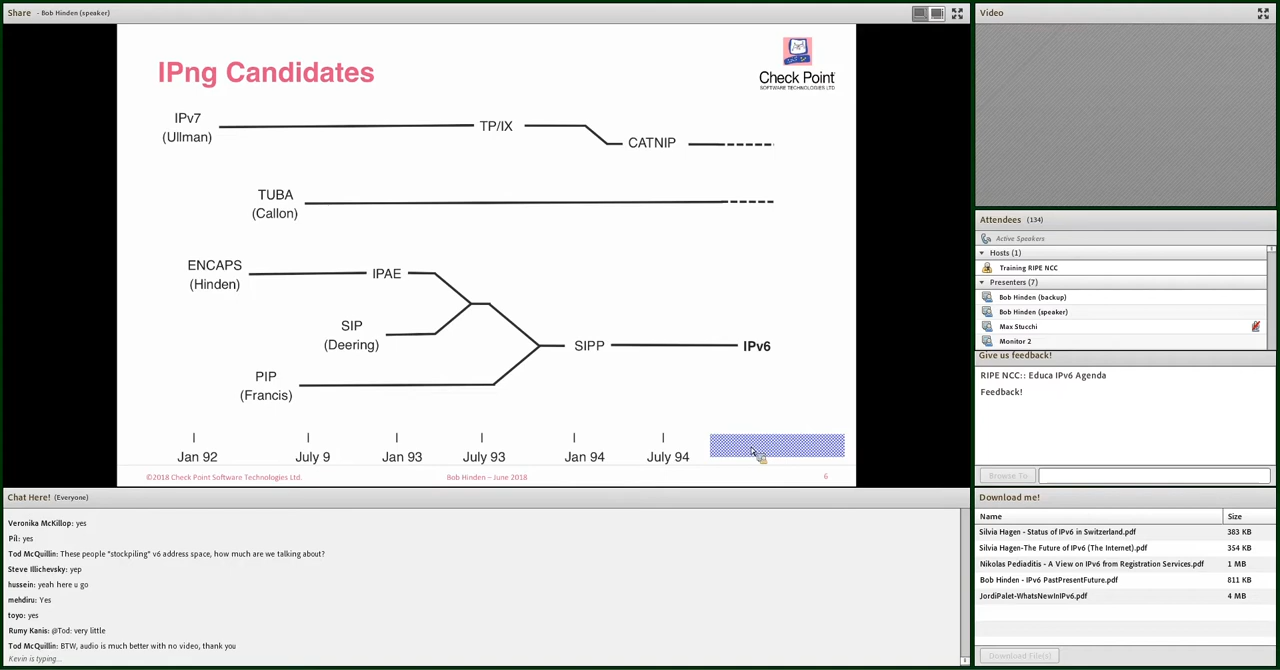 Share - Bob Hinden (speaker)
IPng Candidates
Check Point
SOFTWARE TECHNOLOGIES LTD.
IPv7
(Ullman)
TP/IX
CATNIP
TUBA
(Callon)
ENCAPS
(Hinden)
IPAE
SIP
(Deering)
SIPP
IPv6
PIP
(Francis)
Jan 92
July 9
Jan 93
July 93
Jan 94
July 94
©2018 Check Point Software Technologies Ltd.
Bob Hinden – June 2018
6
Chat Here! (Everyone)
Veronika McKillop: yes
Pil: yes
Tod McQuillin: These people "stockpiling" v6 address space, how much are we talking about?
Steve Illichevsky: yep
hussein: yeah here u go
mehdiru: Yes
toyo: yes
Rumy Kanis: @Tod: very little
Tod McQuillin: BTW, audio is much better with no video, thank you
Kevin is typing...
Video
Attendees (134)
Active Speakers
Hosts (1)
Training RIPE NCC
Presenters (7)
Bob Hinden (backup)
Bob Hinden (speaker)
Max Stucchi
Monitor 2
Give us feedback!
RIPE NCC:: Educa IPv6 Agenda
Feedback!
Browse To
Download me!
Name Size
Silvia Hagen - Status of IPv6 in Switzerland.pdf 383 KB
Silvia Hagen-The Future of IPv6 (The Internet).pdf 354 KB
Nikolas Pediaditis - A View on IPv6 from Registration Services.pdf 1 MB
Bob Hinden - IPv6 PastPresentFuture.pdf 811 KB
JordiPalet-WhatsNewInIPv6.pdf 4 MB
Download File(s)